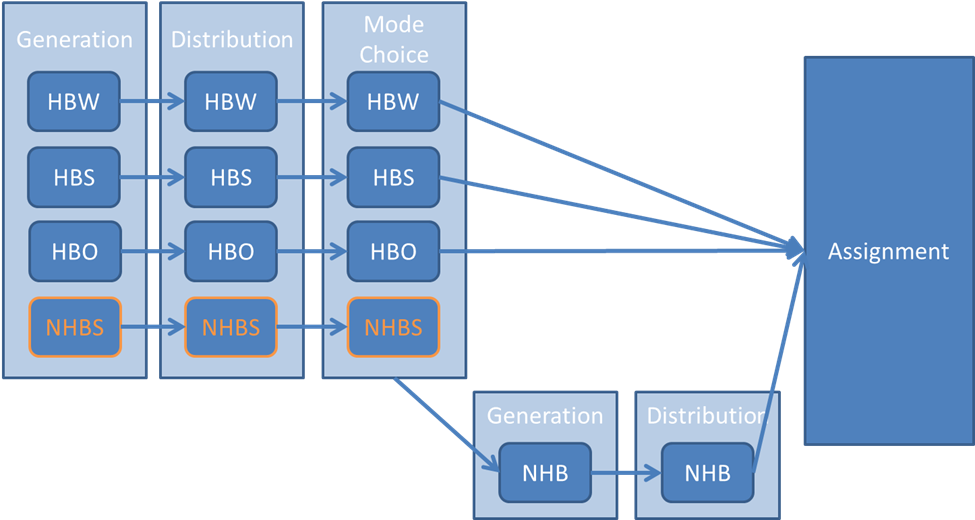 Generation
Distribution
Mode
Choice
HBW
HBW
HBW
HBS
HBS
HBS
HBO
HBO
HBO
Assignment
NHBS
NHBS
NHBS
Generation
Distribution
NHB
NHB